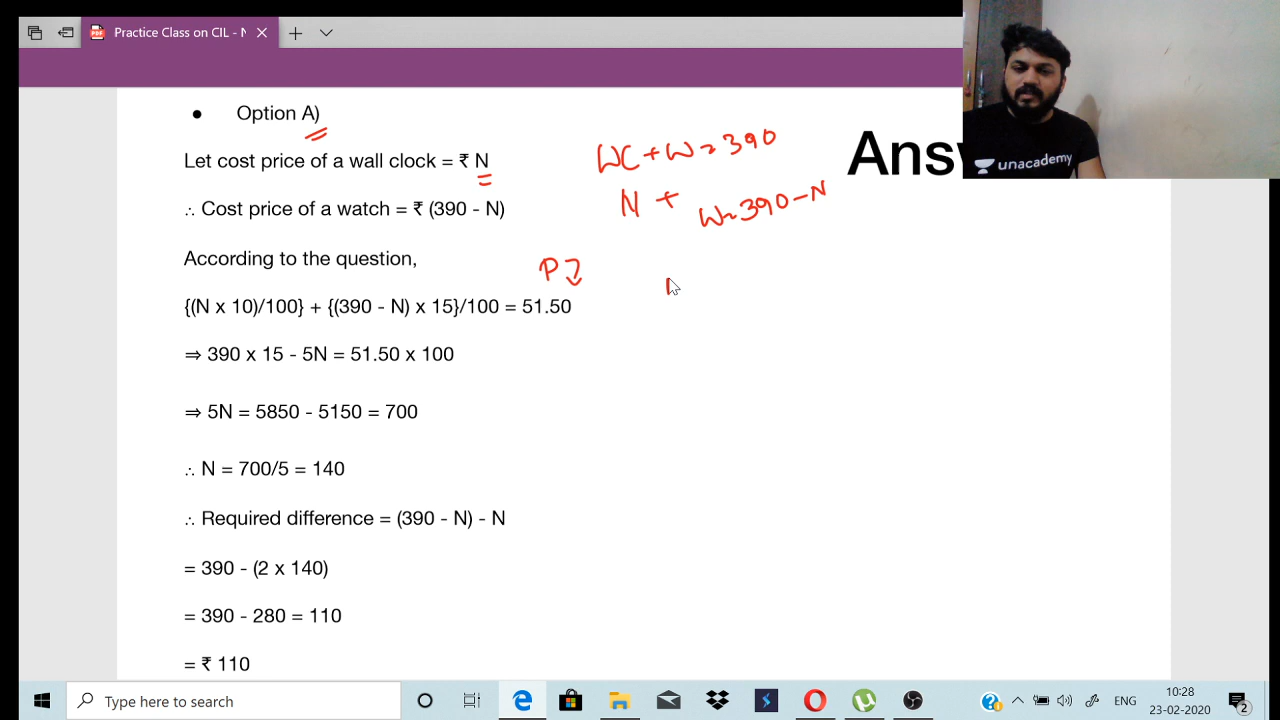 Practice Class on CIL - N
● Option A)
Answ
unacademy
Let cost price of a wall clock = ₹ N
WC + W = 390
∴ Cost price of a watch = ₹ (390 - N)
N +
W = 390 - N
According to the question,
P
{(N x 10)/100} + {(390 - N) x 15}/100 = 51.50
⇒ 390 x 15 - 5N = 51.50 x 100
⇒ 5N = 5850 - 5150 = 700
∴ N = 700/5 = 140
∴ Required difference = (390 - N) - N
= 390 - (2 x 140)
= 390 - 280 = 110
= ₹ 110
Type here to search
ENG
10:28
23-02-2020
2